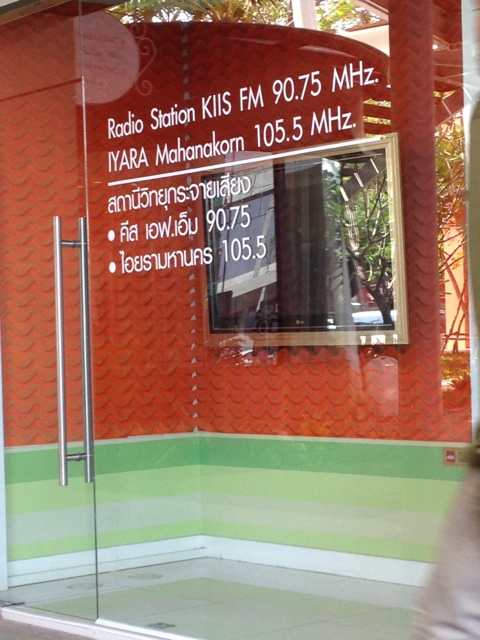 Radio Station KIIS FM 90.75 MHz.
IYARA Mahanakorn 105.5 MHz.
สถานีวิทยุกระจายเสียง
• คีส เอฟ.เอ็ม 90.75
• ไอยรามหานคร 105.5